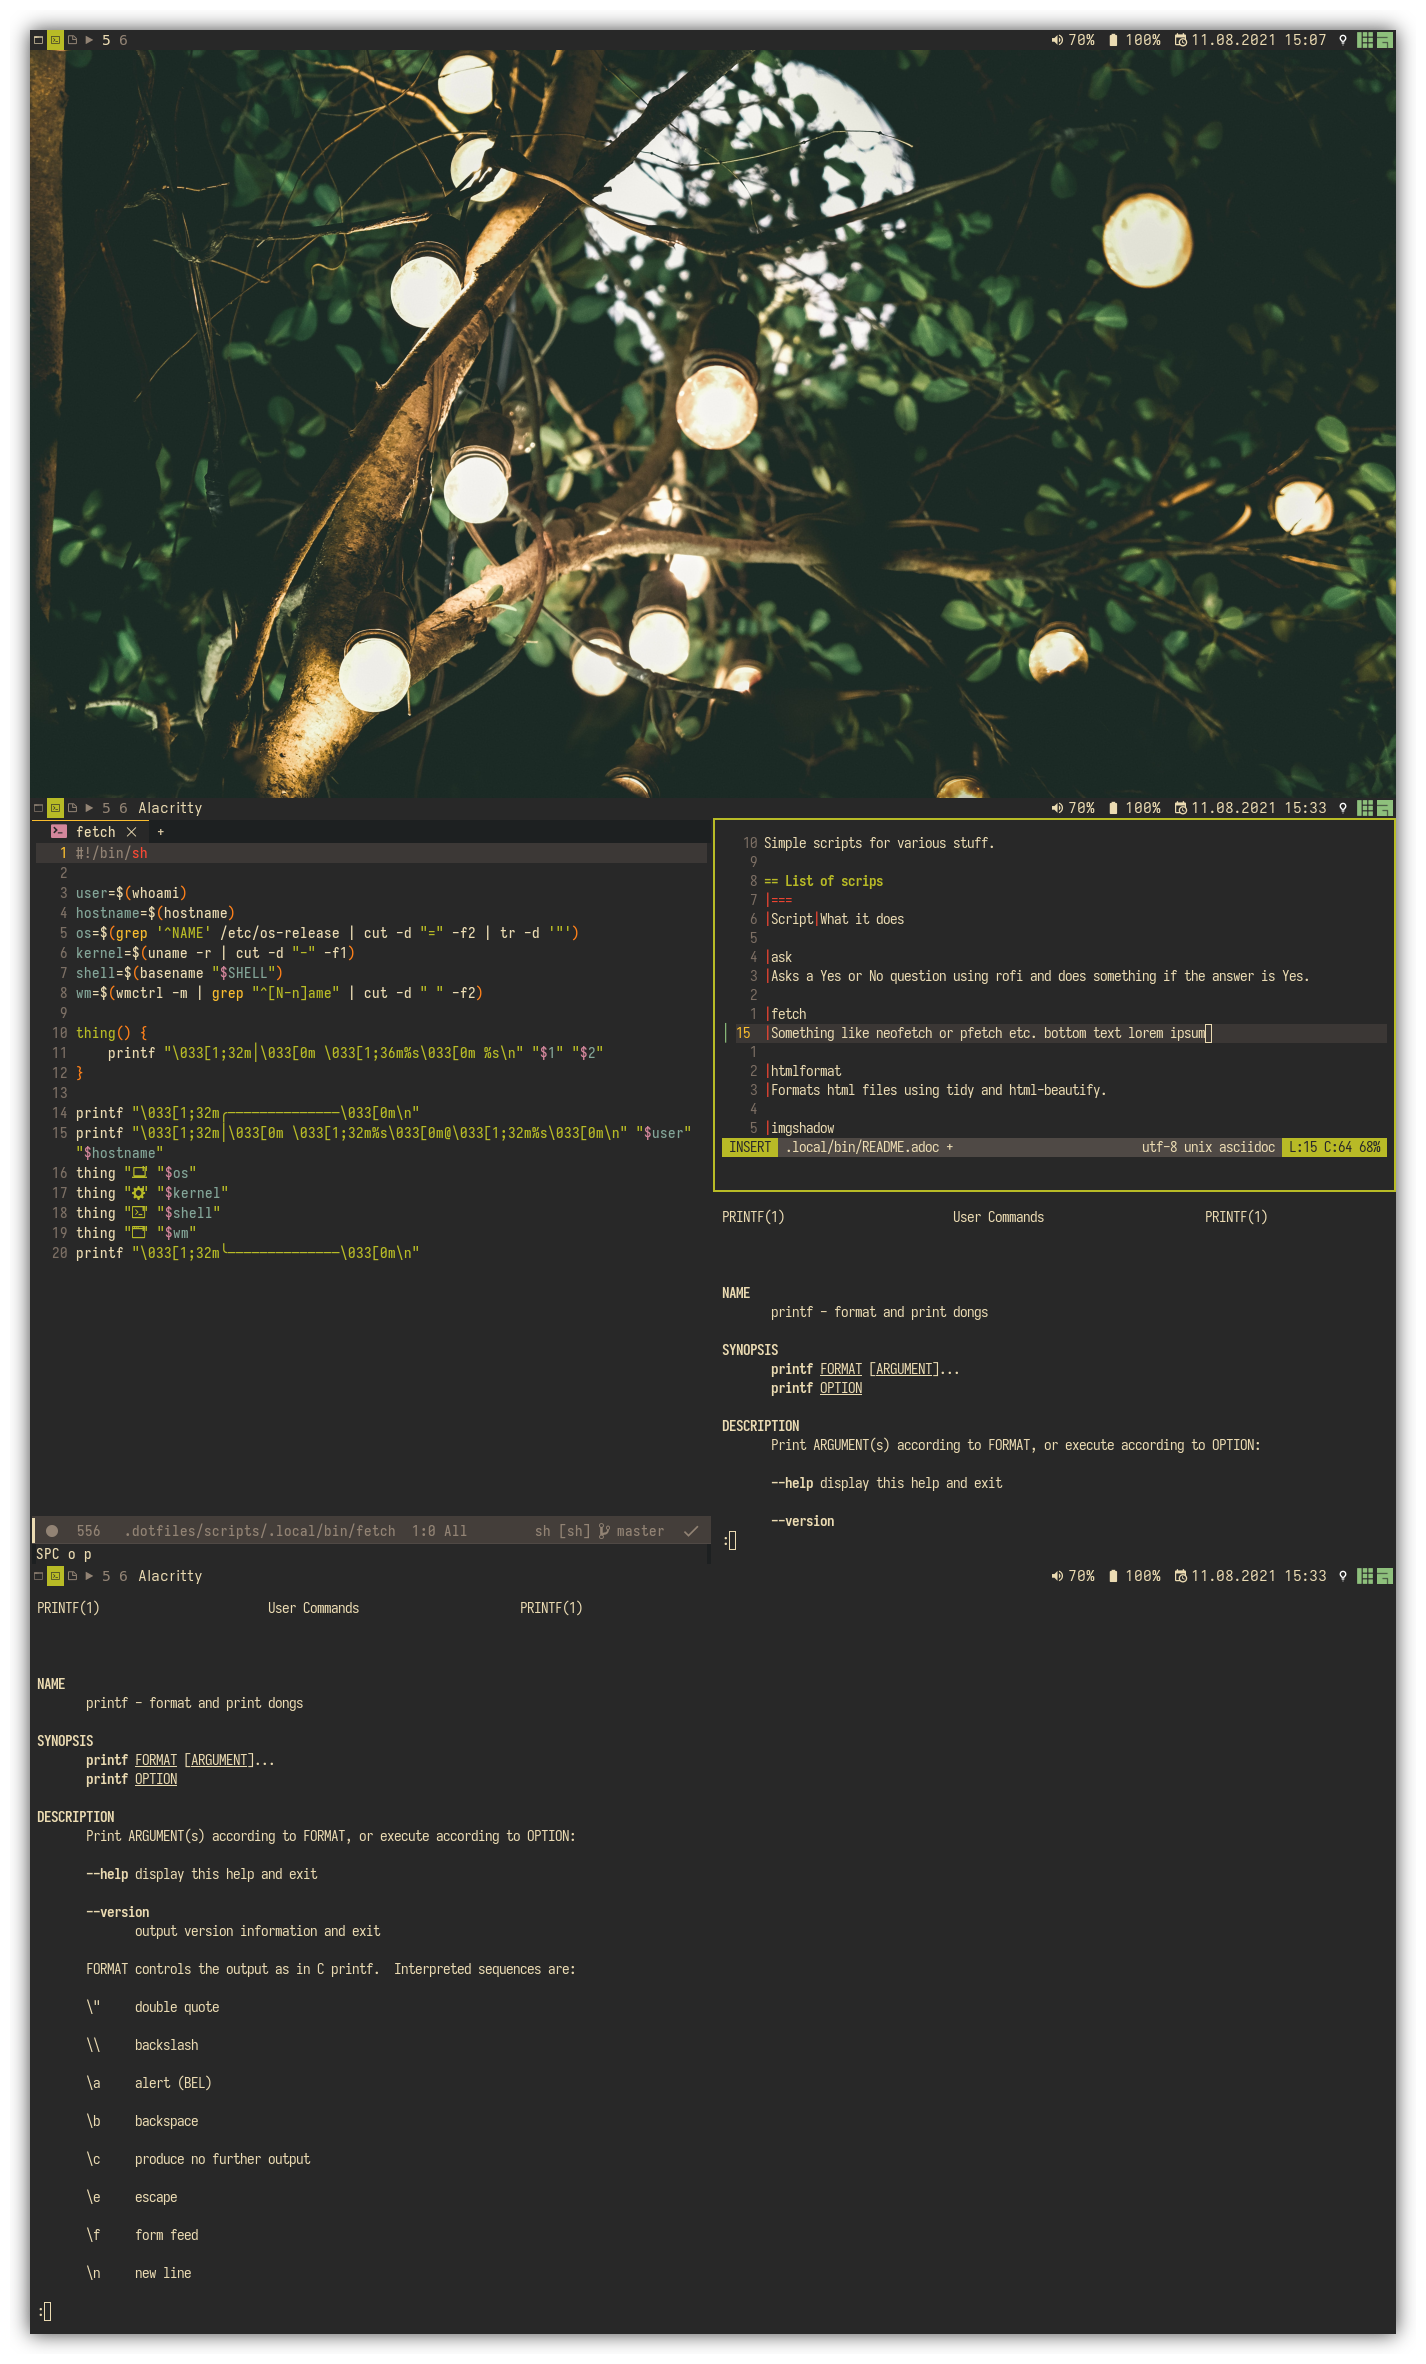 5 6
70% 100% 11.08.2021 15:07
5 6 Alacritty
70% 100% 11.08.2021 15:33
fetch × +
1 #!/bin/sh
2
3 user=$(whoami)
4 hostname=$(hostname)
5 os=$(grep '^NAME' /etc/os-release | cut -d "=" -f2 | tr -d '"')
6 kernel=$(uname -r | cut -d "-" -f1)
7 shell=$(basename "$SHELL")
8 wm=$(wmctrl -m | grep "^[N-n]ame" | cut -d " " -f2)
9
10 thing() {
11     printf "\033[1;32m│\033[0m \033[1;36m%s\033[0m %s\n" "$1" "$2"
12 }
13
14 printf "\033[1;32m╭──────────────\033[0m\n"
15 printf "\033[1;32m│\033[0m \033[1;32m%s\033[0m@\033[1;32m%s\033[0m\n" "$user"
"$hostname"
16 thing "" "$os"
17 thing "" "$kernel"
18 thing "" "$shell"
19 thing "" "$wm"
20 printf "\033[1;32m╰──────────────\033[0m\n"
556 .dotfiles/scripts/.local/bin/fetch 1:0 All sh [sh] master
SPC o p
10 Simple scripts for various stuff.
9
8 == List of scrips
7 |===
6 |Script|What it does
5
4 |ask
3 |Asks a Yes or No question using rofi and does something if the answer is Yes.
2
1 |fetch
15 |Something like neofetch or pfetch etc. bottom text lorem ipsum
1
2 |htmlformat
3 |Formats html files using tidy and html-beautify.
4
5 |imgshadow
INSERT .local/bin/README.adoc + utf-8 unix asciidoc L:15 C:64 68%
PRINTF(1) User Commands PRINTF(1)
NAME
printf - format and print dongs
SYNOPSIS
printf FORMAT [ARGUMENT]...
printf OPTION
DESCRIPTION
Print ARGUMENT(s) according to FORMAT, or execute according to OPTION:
--help display this help and exit
--version
:
5 6 Alacritty
70% 100% 11.08.2021 15:33
PRINTF(1) User Commands PRINTF(1)
NAME
printf - format and print dongs
SYNOPSIS
printf FORMAT [ARGUMENT]...
printf OPTION
DESCRIPTION
Print ARGUMENT(s) according to FORMAT, or execute according to OPTION:
--help display this help and exit
--version
output version information and exit
FORMAT controls the output as in C printf.  Interpreted sequences are:
\" double quote
\\ backslash
\a alert (BEL)
\b backspace
\c produce no further output
\e escape
\f form feed
\n new line
: